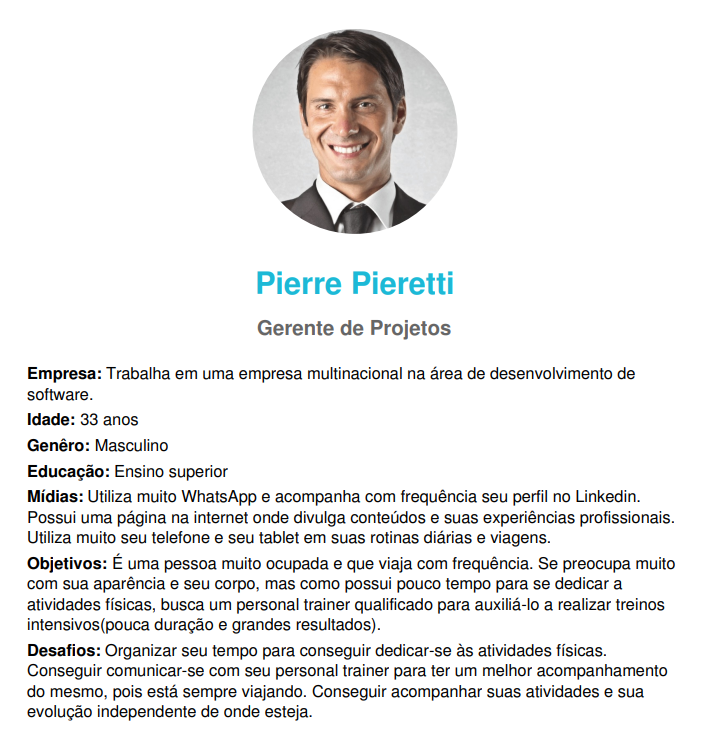 Pierre Pieretti
Gerente de Projetos
Empresa: Trabalha em uma empresa multinacional na área de desenvolvimento de
software.
Idade: 33 anos
Genêro: Masculino
Educação: Ensino superior
Mídias: Utiliza muito WhatsApp e acompanha com frequência seu perfil no Linkedin.
Possui uma página na internet onde divulga conteúdos e suas experiências profissionais.
Utiliza muito seu telefone e seu tablet em suas rotinas diárias e viagens.
Objetivos: É uma pessoa muito ocupada e que viaja com frequência. Se preocupa muito
com sua aparência e seu corpo, mas como possui pouco tempo para se dedicar a
atividades físicas, busca um personal trainer qualificado para auxiliá-lo a realizar treinos
intensivos(pouca duração e grandes resultados).
Desafios: Organizar seu tempo para conseguir dedicar-se às atividades físicas.
Conseguir comunicar-se com seu personal trainer para ter um melhor acompanhamento
do mesmo, pois está sempre viajando. Conseguir acompanhar suas atividades e sua
evolução independente de onde esteja.